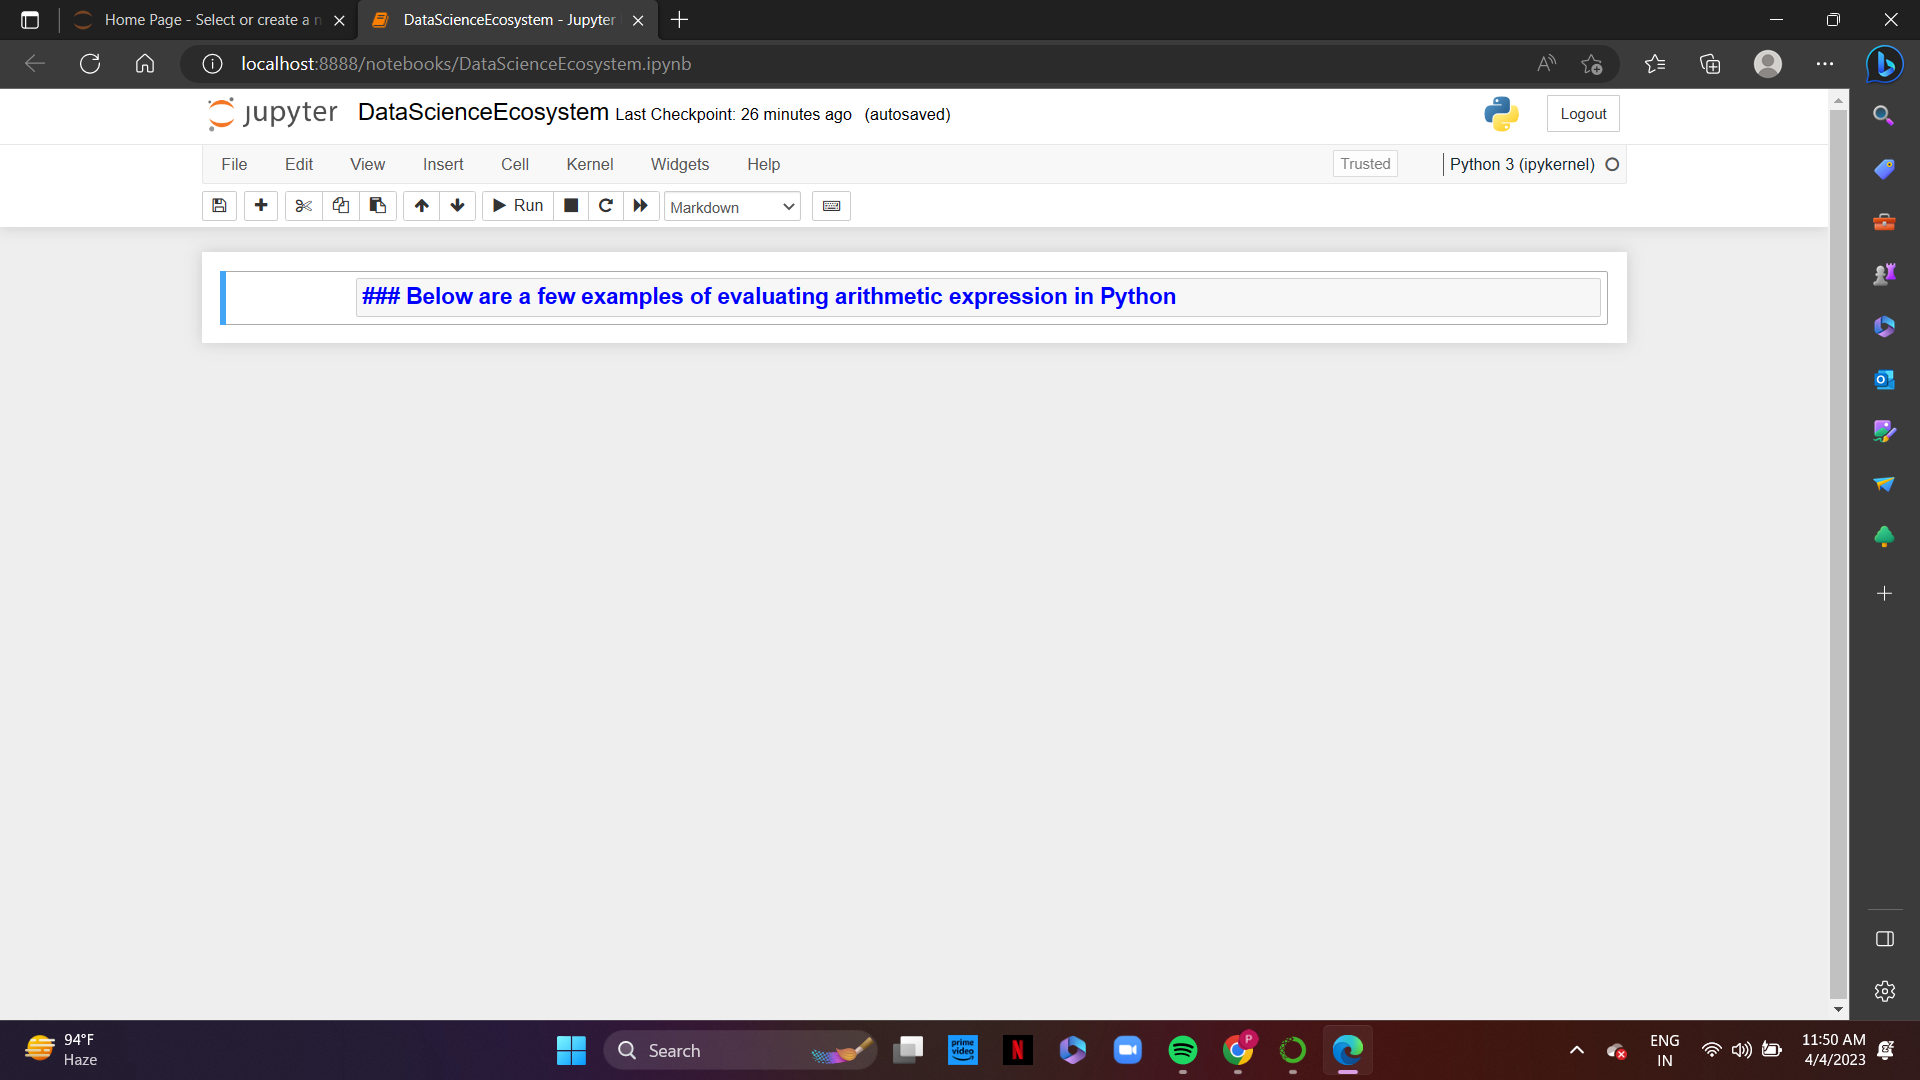 Home Page - Select or create a n
DataScienceEcosystem - Jupyter
localhost:8888/notebooks/DataScienceEcosystem.ipynb
jupyter DataScienceEcosystem Last Checkpoint: 26 minutes ago (autosaved)
Logout
File Edit View Insert Cell Kernel Widgets Help
Trusted
Python 3 (ipykernel)
Run
Markdown
### Below are a few examples of evaluating arithmetic expression in Python
94°F
Haze
Search
prime video
N
P
ENG
IN
11:50 AM
4/4/2023